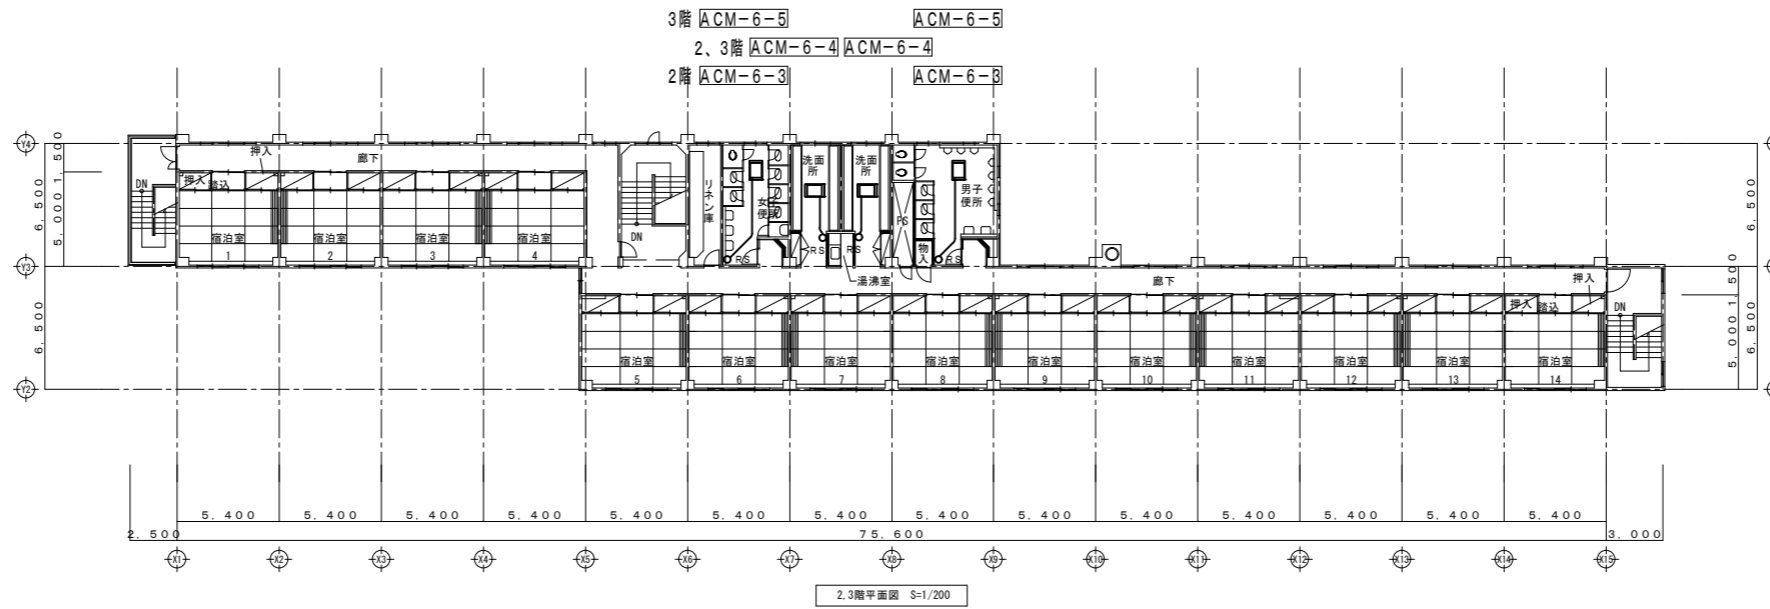 3階 ACM-6-5 ACM-6-5
2、3階 ACM-6-4 ACM-6-4
2階 ACM-6-3 ACM-6-3
Y4
Y3
Y2
1,500
5,000
6,500
6,500
DN
押入
押入
踏込
廊下
宿泊室
1
宿泊室
2
宿泊室
3
宿泊室
4
DN
リネン庫
女子便所
RS
洗面所
RS
洗面所
RS
湯沸室
PS
物入
男子便所
RS
廊下
押入
押入
踏込
DN
宿泊室
5
宿泊室
6
宿泊室
7
宿泊室
8
宿泊室
9
宿泊室
10
宿泊室
11
宿泊室
12
宿泊室
13
宿泊室
14
6,500
1,500
5,000
6,500
5,400 5,400 5,400 5,400 5,400 5,400 5,400 5,400 5,400 5,400 5,400 5,400 5,400 5,400
2,500 75,600 3,000
X1 X2 X3 X4 X5 X6 X7 X8 X9 X10 X11 X12 X13 X14 X15
2,3階平面図 S=1/200